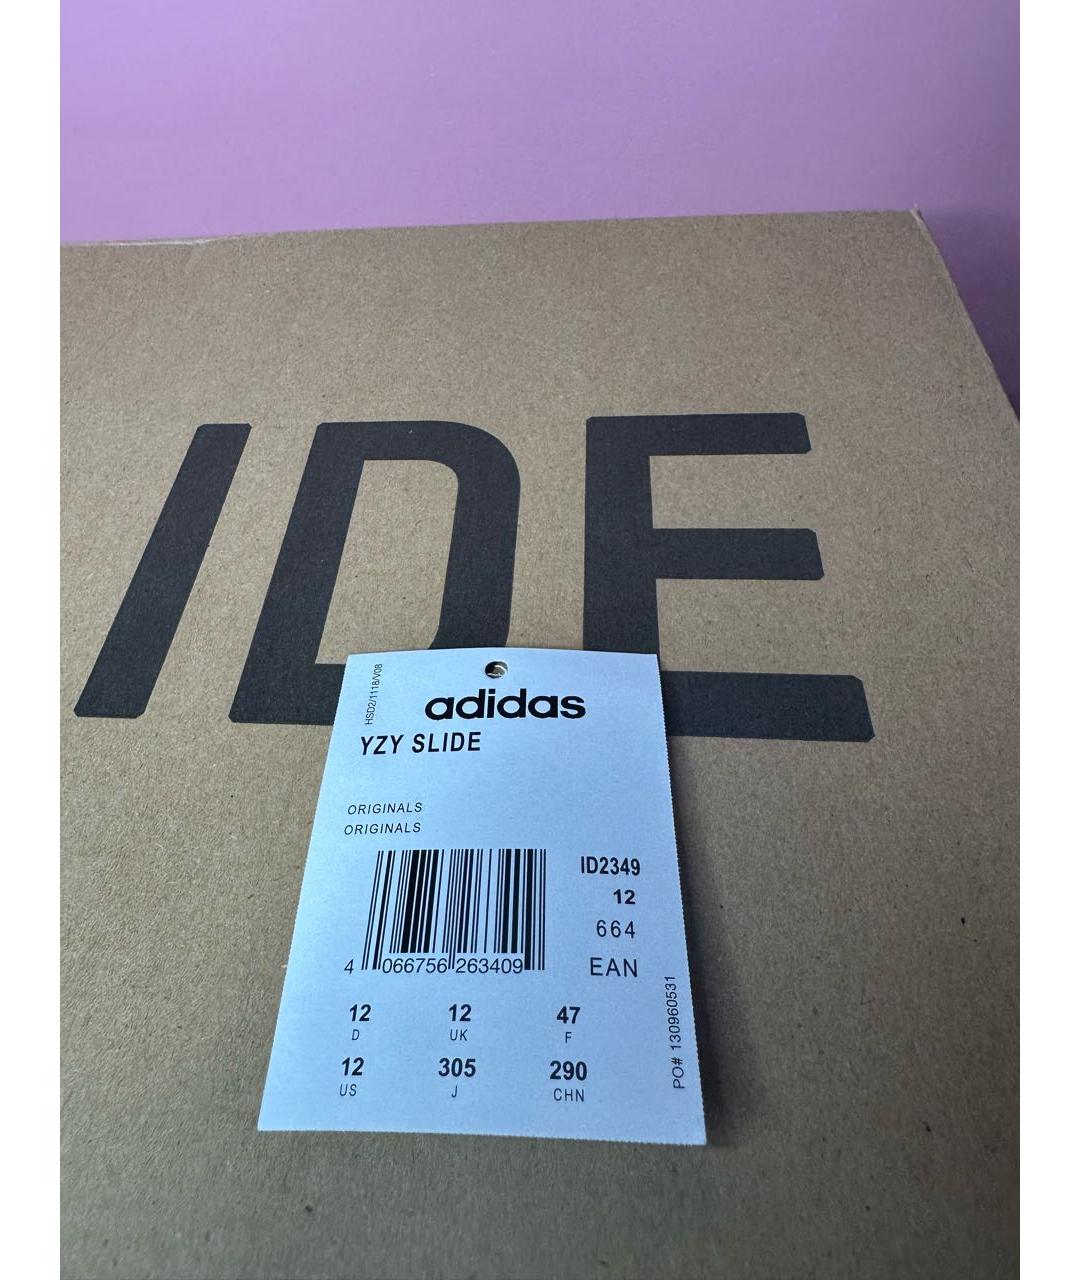 IDE
HSD2/1118/V08
adidas
YZY SLIDE
ORIGINALS
ORIGINALS
ID2349
12
664
EAN
4 066756 263409
12 12 47
D UK F
12 305 290
US J CHN
PO# 130960531